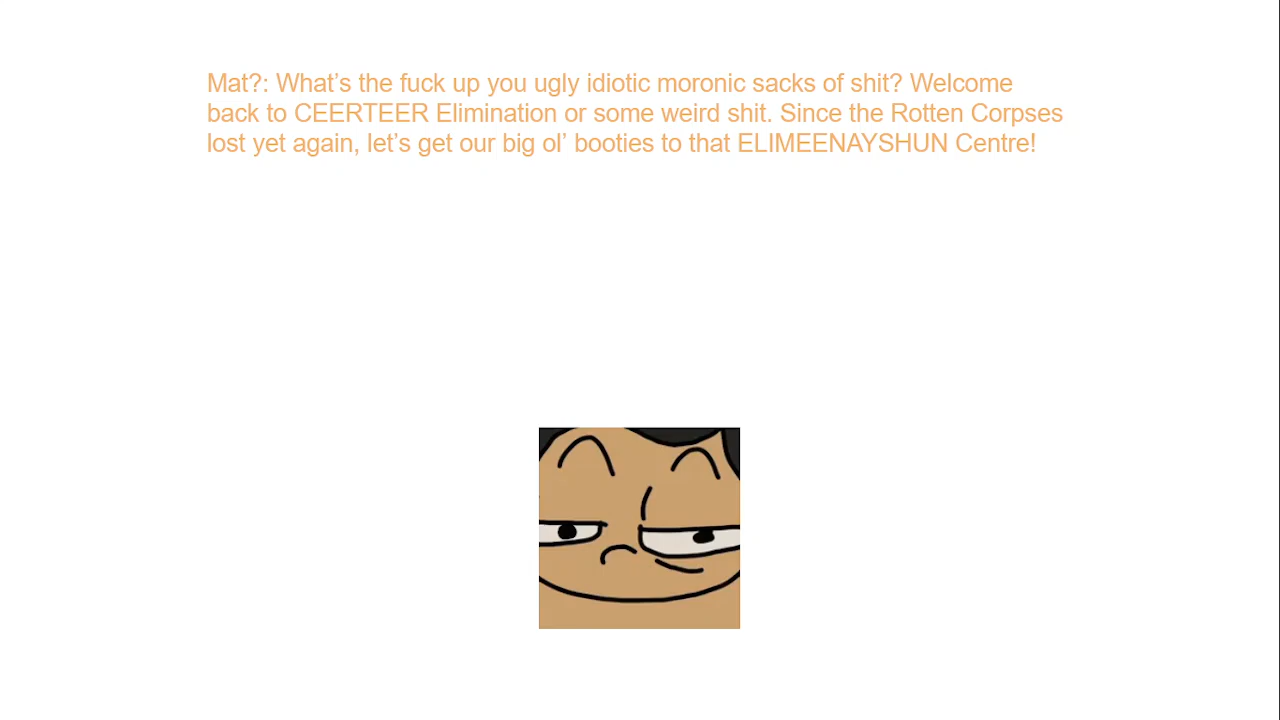 Mat?: What’s the fuck up you ugly idiotic moronic sacks of shit? Welcome
back to CEERTEER Elimination or some weird shit. Since the Rotten Corpses
lost yet again, let’s get our big ol’ booties to that ELIMEENAYSHUN Centre!